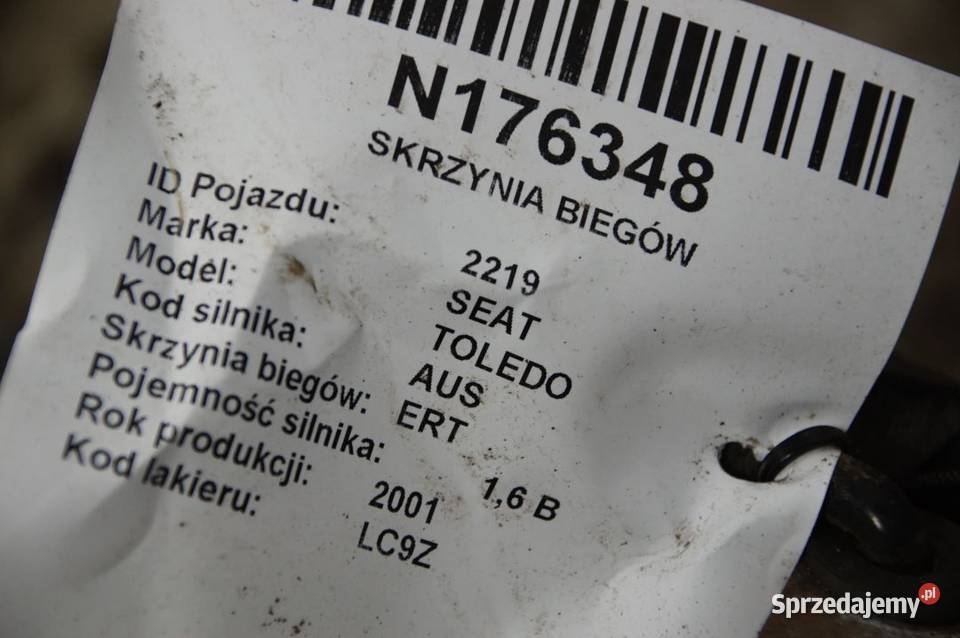 N176348
SKRZYNIA BIEGÓW
ID Pojazdu: 2219
Marka: SEAT
Model: TOLEDO
Kod silnika: AUS
Skrzynia biegów: ERT
Pojemność silnika: 1,6 B
Rok produkcji: 2001
Kod lakieru: LC9Z
Sprzedajemy.pl